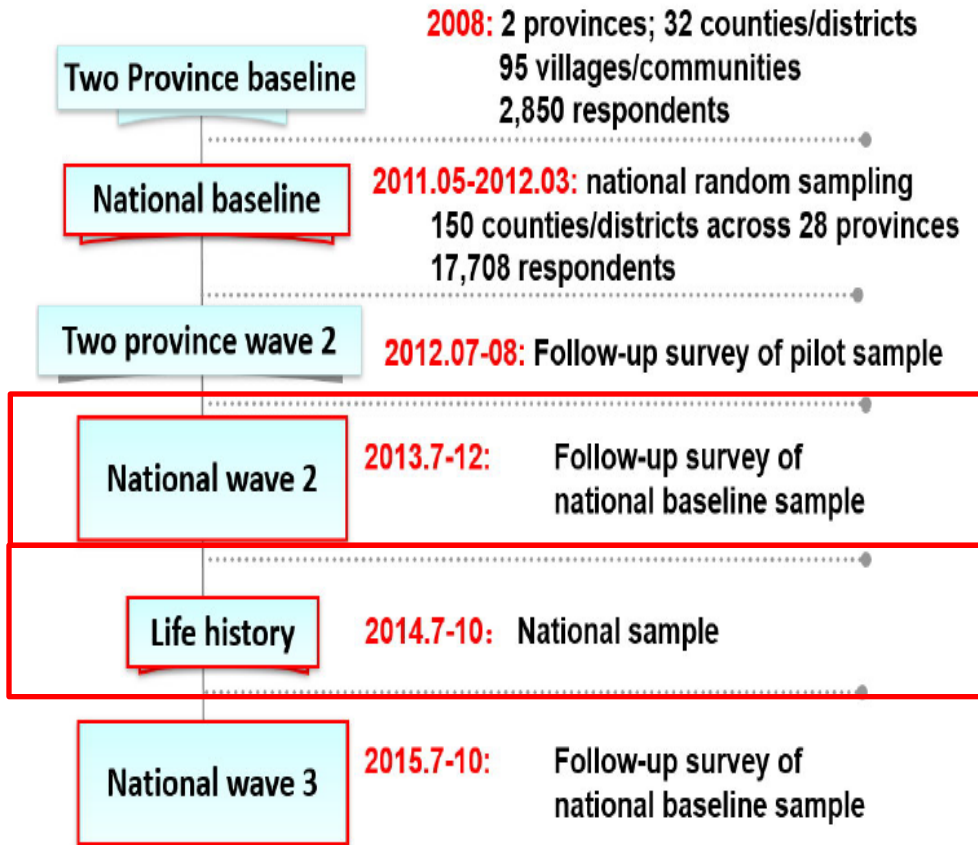 2008: 2 provinces; 32 counties/districts
Two Province baseline
95 villages/communities
2,850 respondents
National baseline
2011.05-2012.03: national random sampling
150 counties/districts across 28 provinces
17,708 respondents
Two province wave 2
2012.07-08: Follow-up survey of pilot sample
National wave 2
2013.7-12: Follow-up survey of
national baseline sample
Life history
2014.7-10： National sample
National wave 3
2015.7-10: Follow-up survey of
national baseline sample